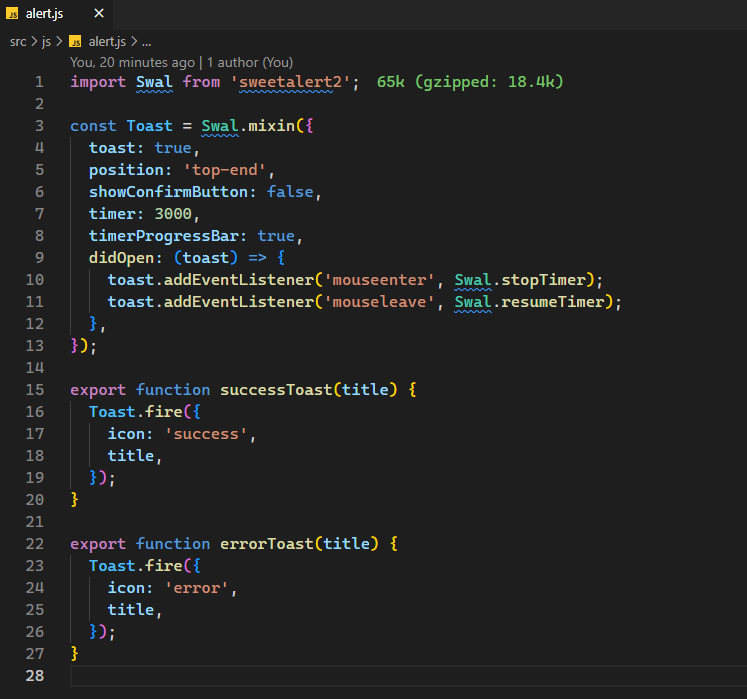 JS alert.js ×
src > js > JS alert.js > ...
You, 20 minutes ago | 1 author (You)
1 import Swal from 'sweetalert2'; 65k (gzipped: 18.4k)
2
3 const Toast = Swal.mixin({
4   toast: true,
5   position: 'top-end',
6   showConfirmButton: false,
7   timer: 3000,
8   timerProgressBar: true,
9   didOpen: (toast) => {
10     toast.addEventListener('mouseenter', Swal.stopTimer);
11     toast.addEventListener('mouseleave', Swal.resumeTimer);
12   },
13 });
14
15 export function successToast(title) {
16   Toast.fire({
17     icon: 'success',
18     title,
19   });
20 }
21
22 export function errorToast(title) {
23   Toast.fire({
24     icon: 'error',
25     title,
26   });
27 }
28